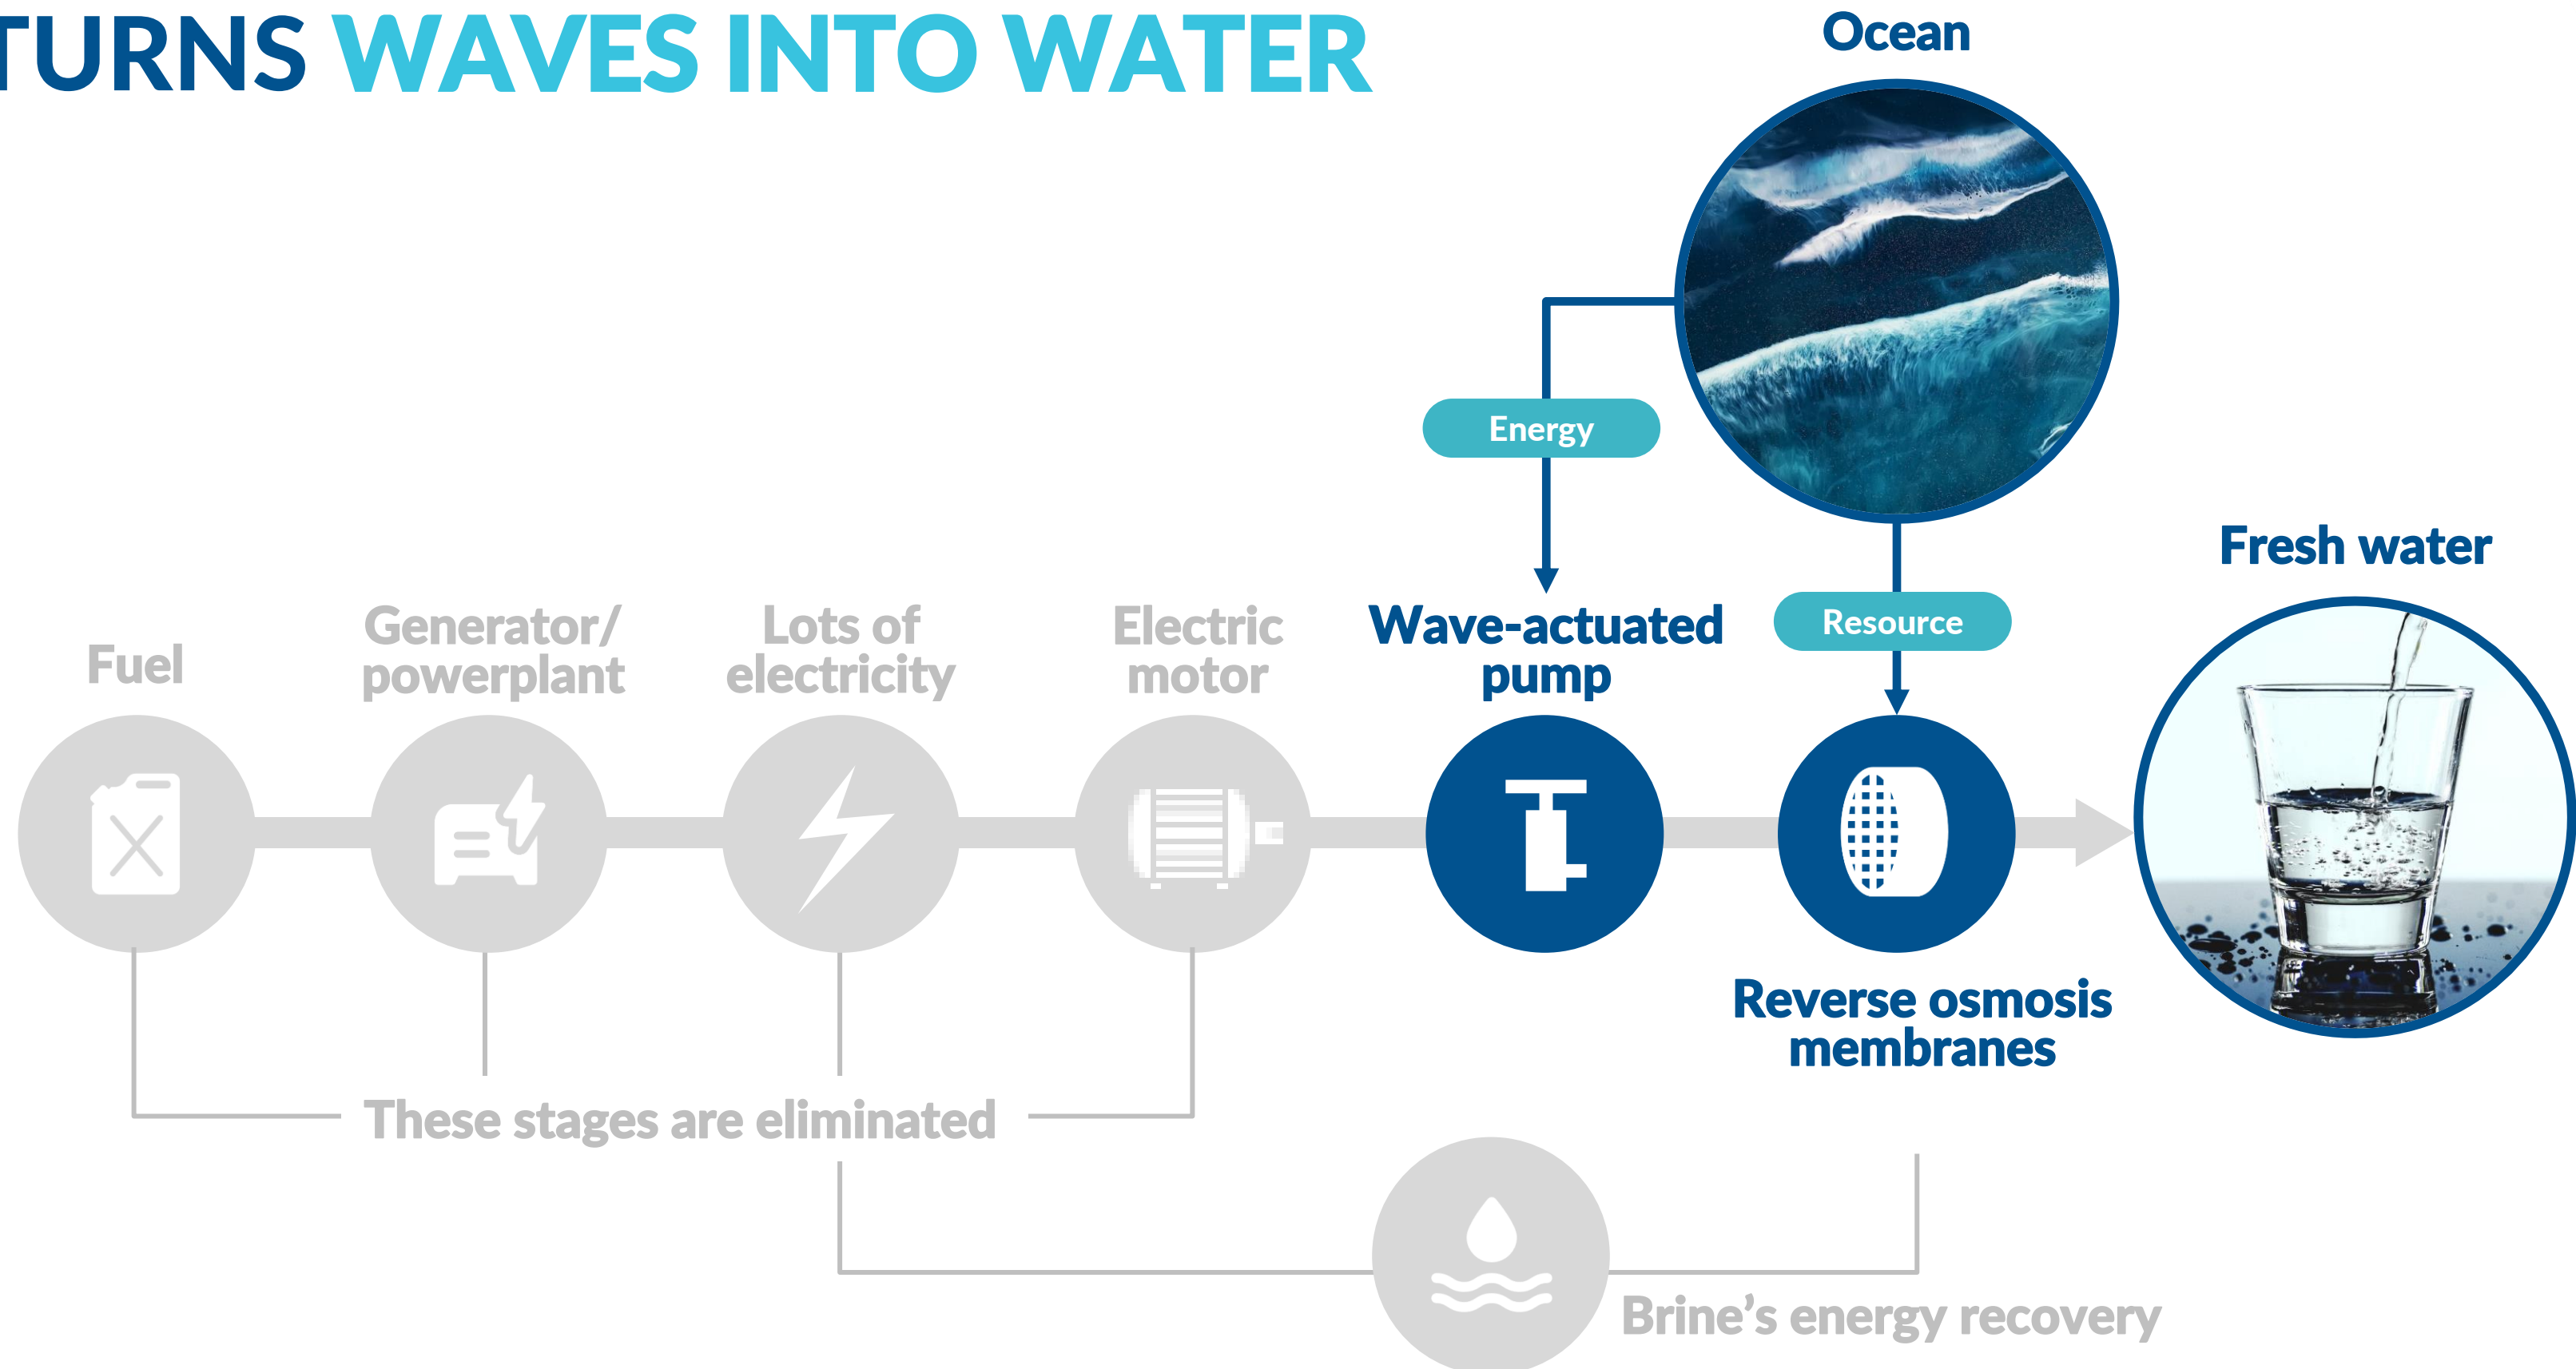 TURNS WAVES INTO WATER
Ocean
Energy
Fresh water
Fuel
Generator/
powerplant
Lots of
electricity
Electric
motor
Wave-actuated
pump
Resource
Reverse osmosis
membranes
These stages are eliminated
Brine’s energy recovery